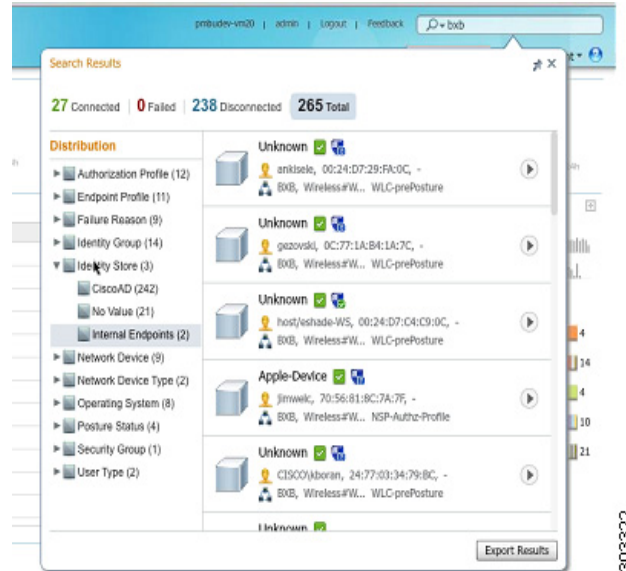 pmbudev-vm20 | admin | Logout | Feedback
bxb
Search Results
27 Connected | 0 Failed | 238 Disconnected 265 Total
Distribution
Authorization Profile (12)
Endpoint Profile (11)
Failure Reason (9)
Identity Group (14)
Identity Store (3)
CiscoAD (242)
No Value (21)
Internal Endpoints (2)
Network Device (9)
Network Device Type (2)
Operating System (8)
Posture Status (4)
Security Group (1)
User Type (2)
Unknown
ankisele, 00:24:D7:29:FA:0C, -
BXB, Wireless#W... WLC-prePosture
Unknown
gezovski, 0C:77:1A:B4:1A:7C, -
BXB, Wireless#W... WLC-prePosture
Unknown
host/eshade-WS, 00:24:D7:C4:C9:0C, -
BXB, Wireless#W... WLC-prePosture
Apple-Device
jimwelc, 70:56:81:8C:7A:7F, -
BXB, Wireless#W... NSP-Authz-Profile
Unknown
CISCO\kboran, 24:77:03:34:79:BC, -
BXB, Wireless#W... WLC-prePosture
Unknown
Export Results
4
14
4
10
21
303322